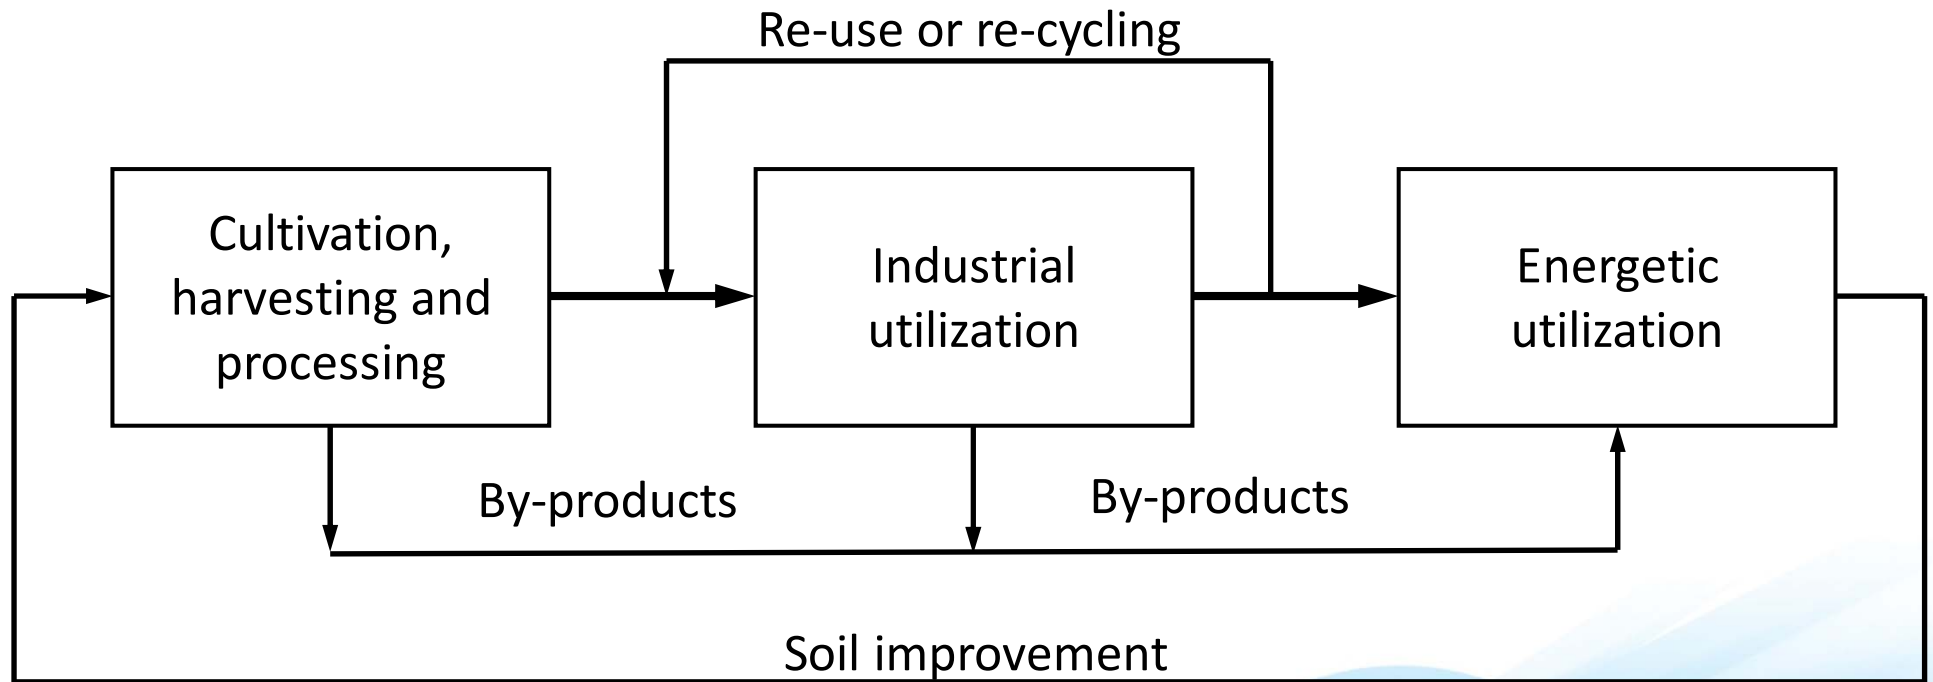 Re-use or re-cycling
Cultivation,
harvesting and
processing
Industrial
utilization
Energetic
utilization
By-products
By-products
Soil improvement